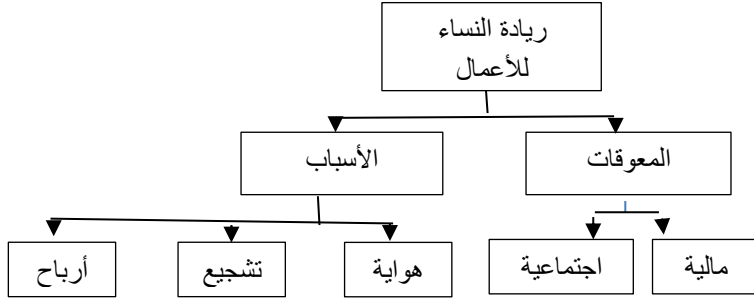 ريادة النساء
للأعمال
المعوقات
الأسباب
مالية
اجتماعية
هواية
تشجيع
أرباح